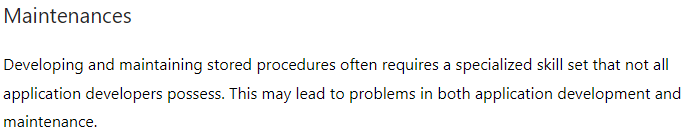 Maintenances
Developing and maintaining stored procedures often requires a specialized skill set that not all
application developers possess. This may lead to problems in both application development and
maintenance.